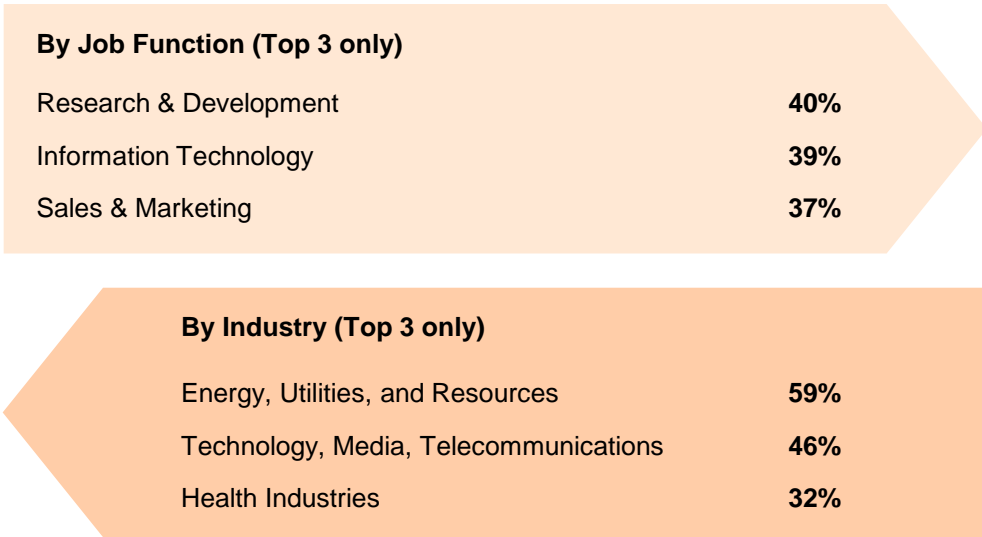 By Job Function (Top 3 only)
Research & Development 40%
Information Technology 39%
Sales & Marketing 37%
By Industry (Top 3 only)
Energy, Utilities, and Resources 59%
Technology, Media, Telecommunications 46%
Health Industries 32%